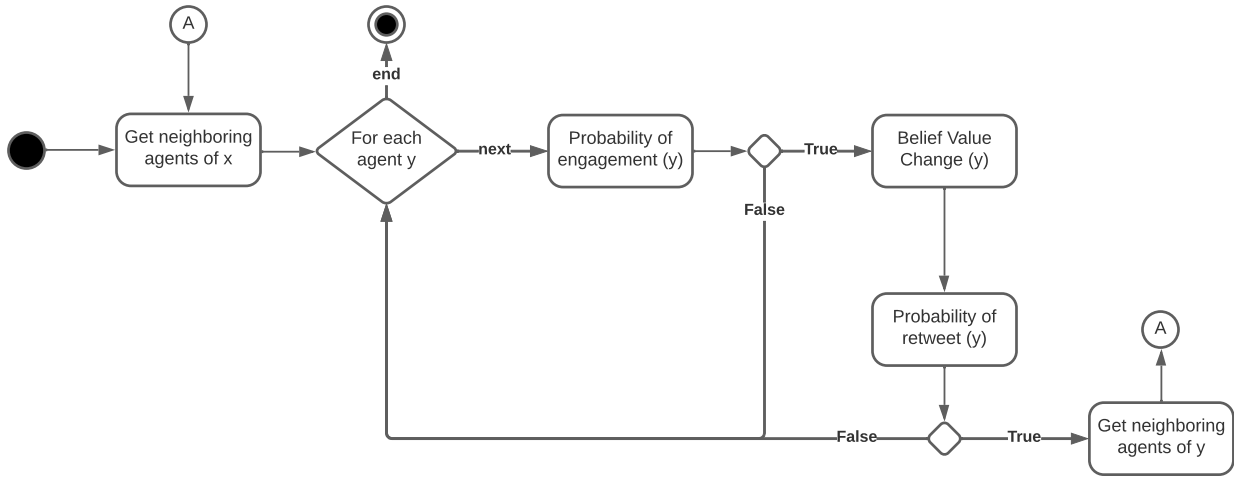 A
end
Get neighboring
agents of x
For each
agent y
next
Probability of
engagement (y)
True
Belief Value
Change (y)
False
Probability of
retweet (y)
A
False
True
Get neighboring
agents of y